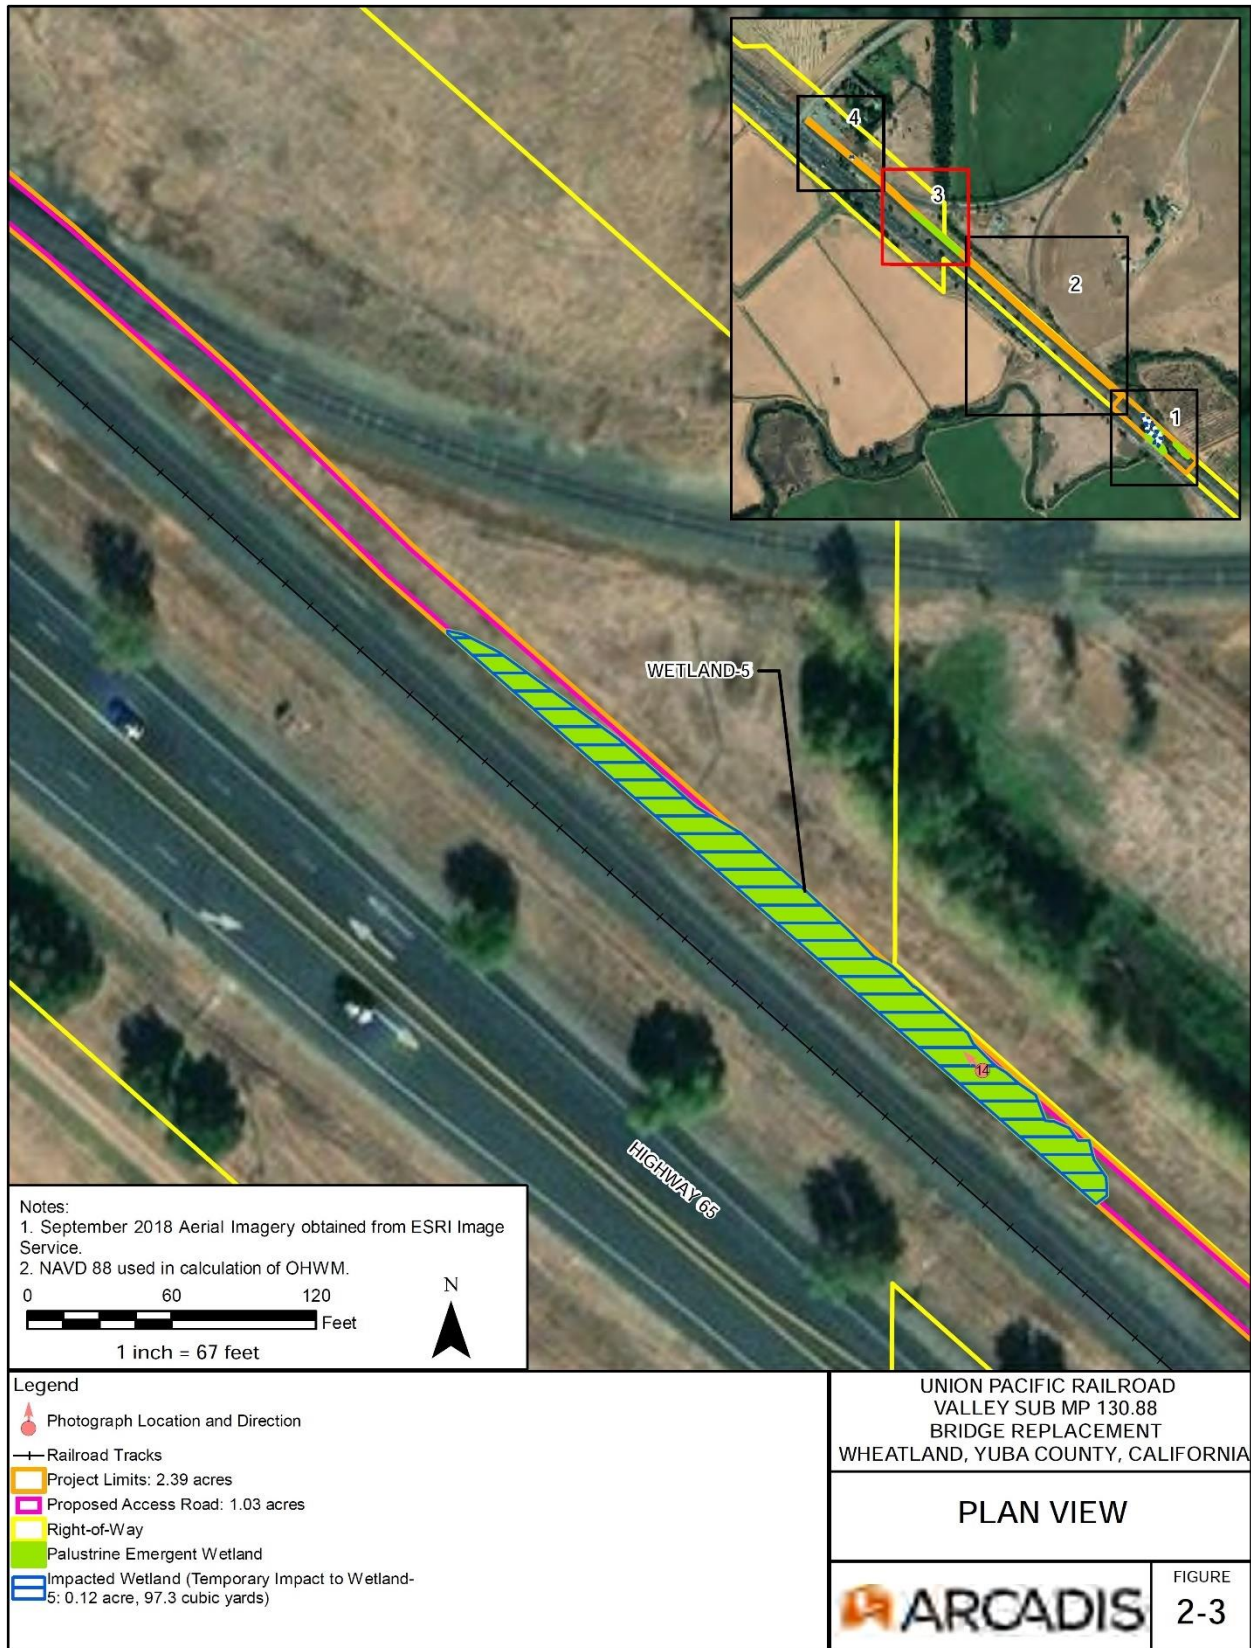 4
3
2
1
WETLAND-5
14
HIGHWAY 65
Notes:
1. September 2018 Aerial Imagery obtained from ESRI Image
Service.
2. NAVD 88 used in calculation of OHWM.
0 60 120
Feet
1 inch = 67 feet
N
Legend
Photograph Location and Direction
Railroad Tracks
Project Limits: 2.39 acres
Proposed Access Road: 1.03 acres
Right-of-Way
Palustrine Emergent Wetland
Impacted Wetland (Temporary Impact to Wetland-
5: 0.12 acre, 97.3 cubic yards)
UNION PACIFIC RAILROAD
VALLEY SUB MP 130.88
BRIDGE REPLACEMENT
WHEATLAND, YUBA COUNTY, CALIFORNIA
PLAN VIEW
ARCADIS
FIGURE
2-3